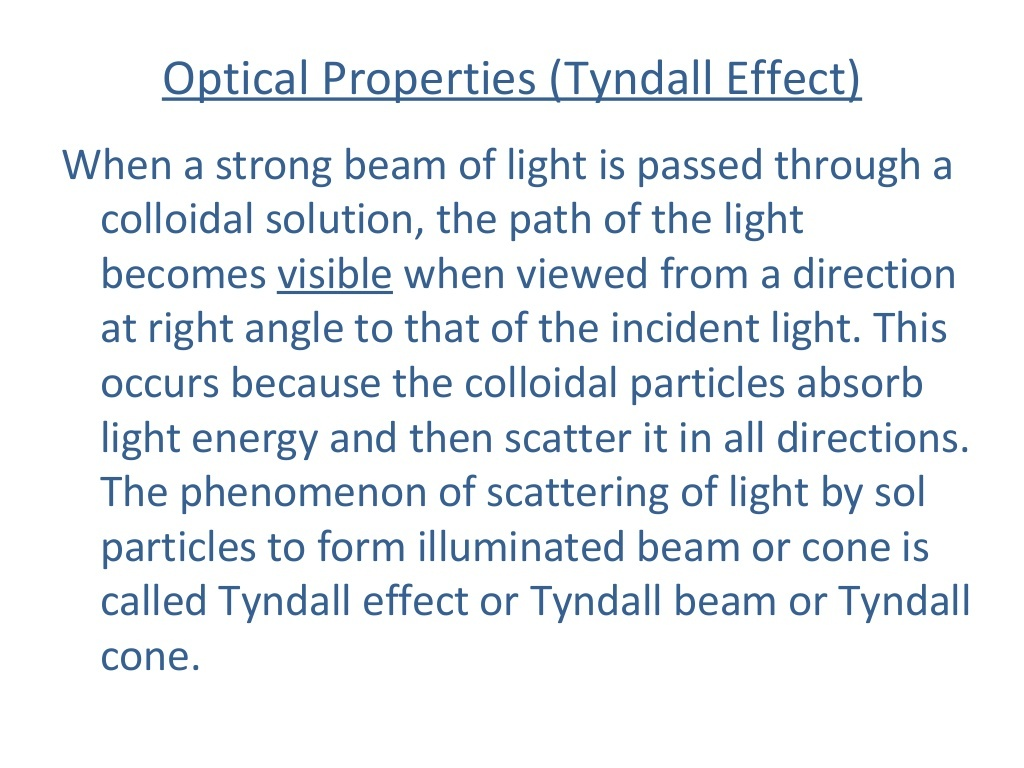 Optical Properties (Tyndall Effect)
When a strong beam of light is passed through a
colloidal solution, the path of the light
becomes visible when viewed from a direction
at right angle to that of the incident light. This
occurs because the colloidal particles absorb
light energy and then scatter it in all directions.
The phenomenon of scattering of light by sol
particles to form illuminated beam or cone is
called Tyndall effect or Tyndall beam or Tyndall
cone.